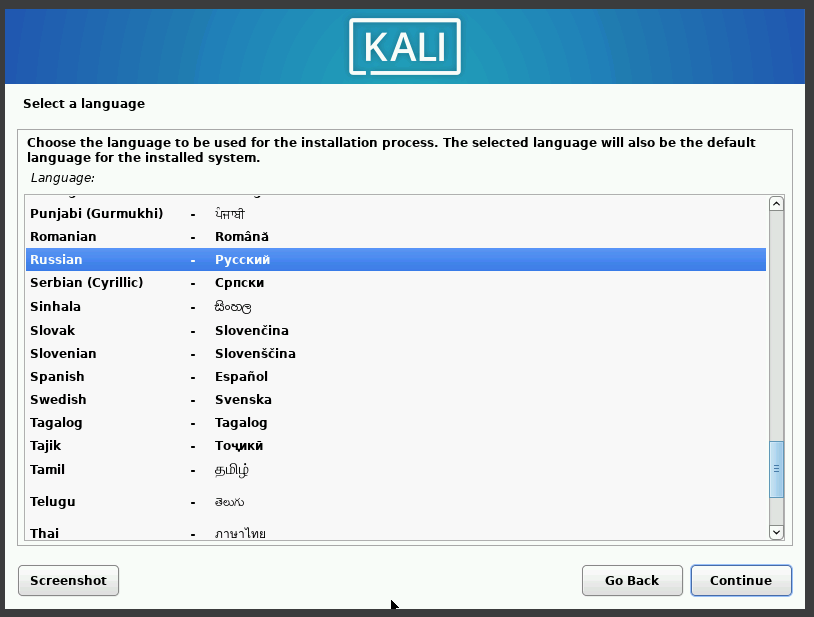 KALI
Select a language
Choose the language to be used for the installation process. The selected language will also be the default
language for the installed system.
Language:
Punjabi (Gurmukhi) - ਪੰਜਾਬੀ
Romanian - Română
Russian - Русский
Serbian (Cyrillic) - Српски
Sinhala - සිංහල
Slovak - Slovenčina
Slovenian - Slovenščina
Spanish - Español
Swedish - Svenska
Tagalog - Tagalog
Tajik - Тоҷикӣ
Tamil - தமிழ்
Telugu - తెలుగు
Thai - ภาษาไทย
Screenshot Go Back Continue